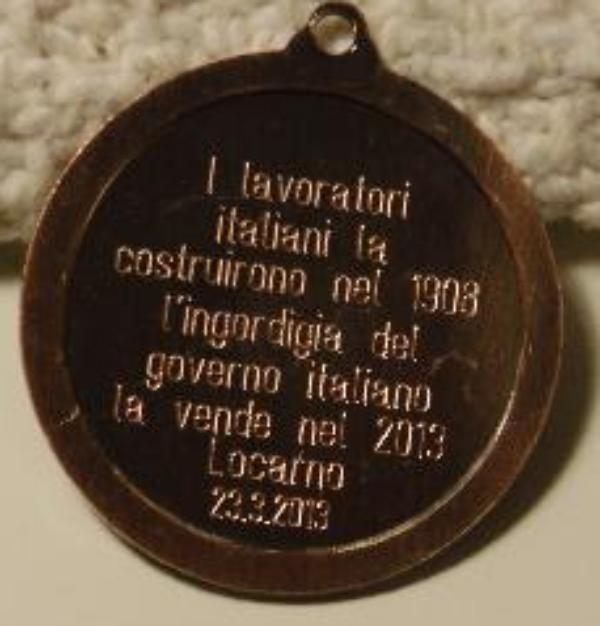 I lavoratori
italiani la
costruirono nel 1908
l'ingordigia del
governo italiano
la vende nel 2013
Locarno
23.3.2013